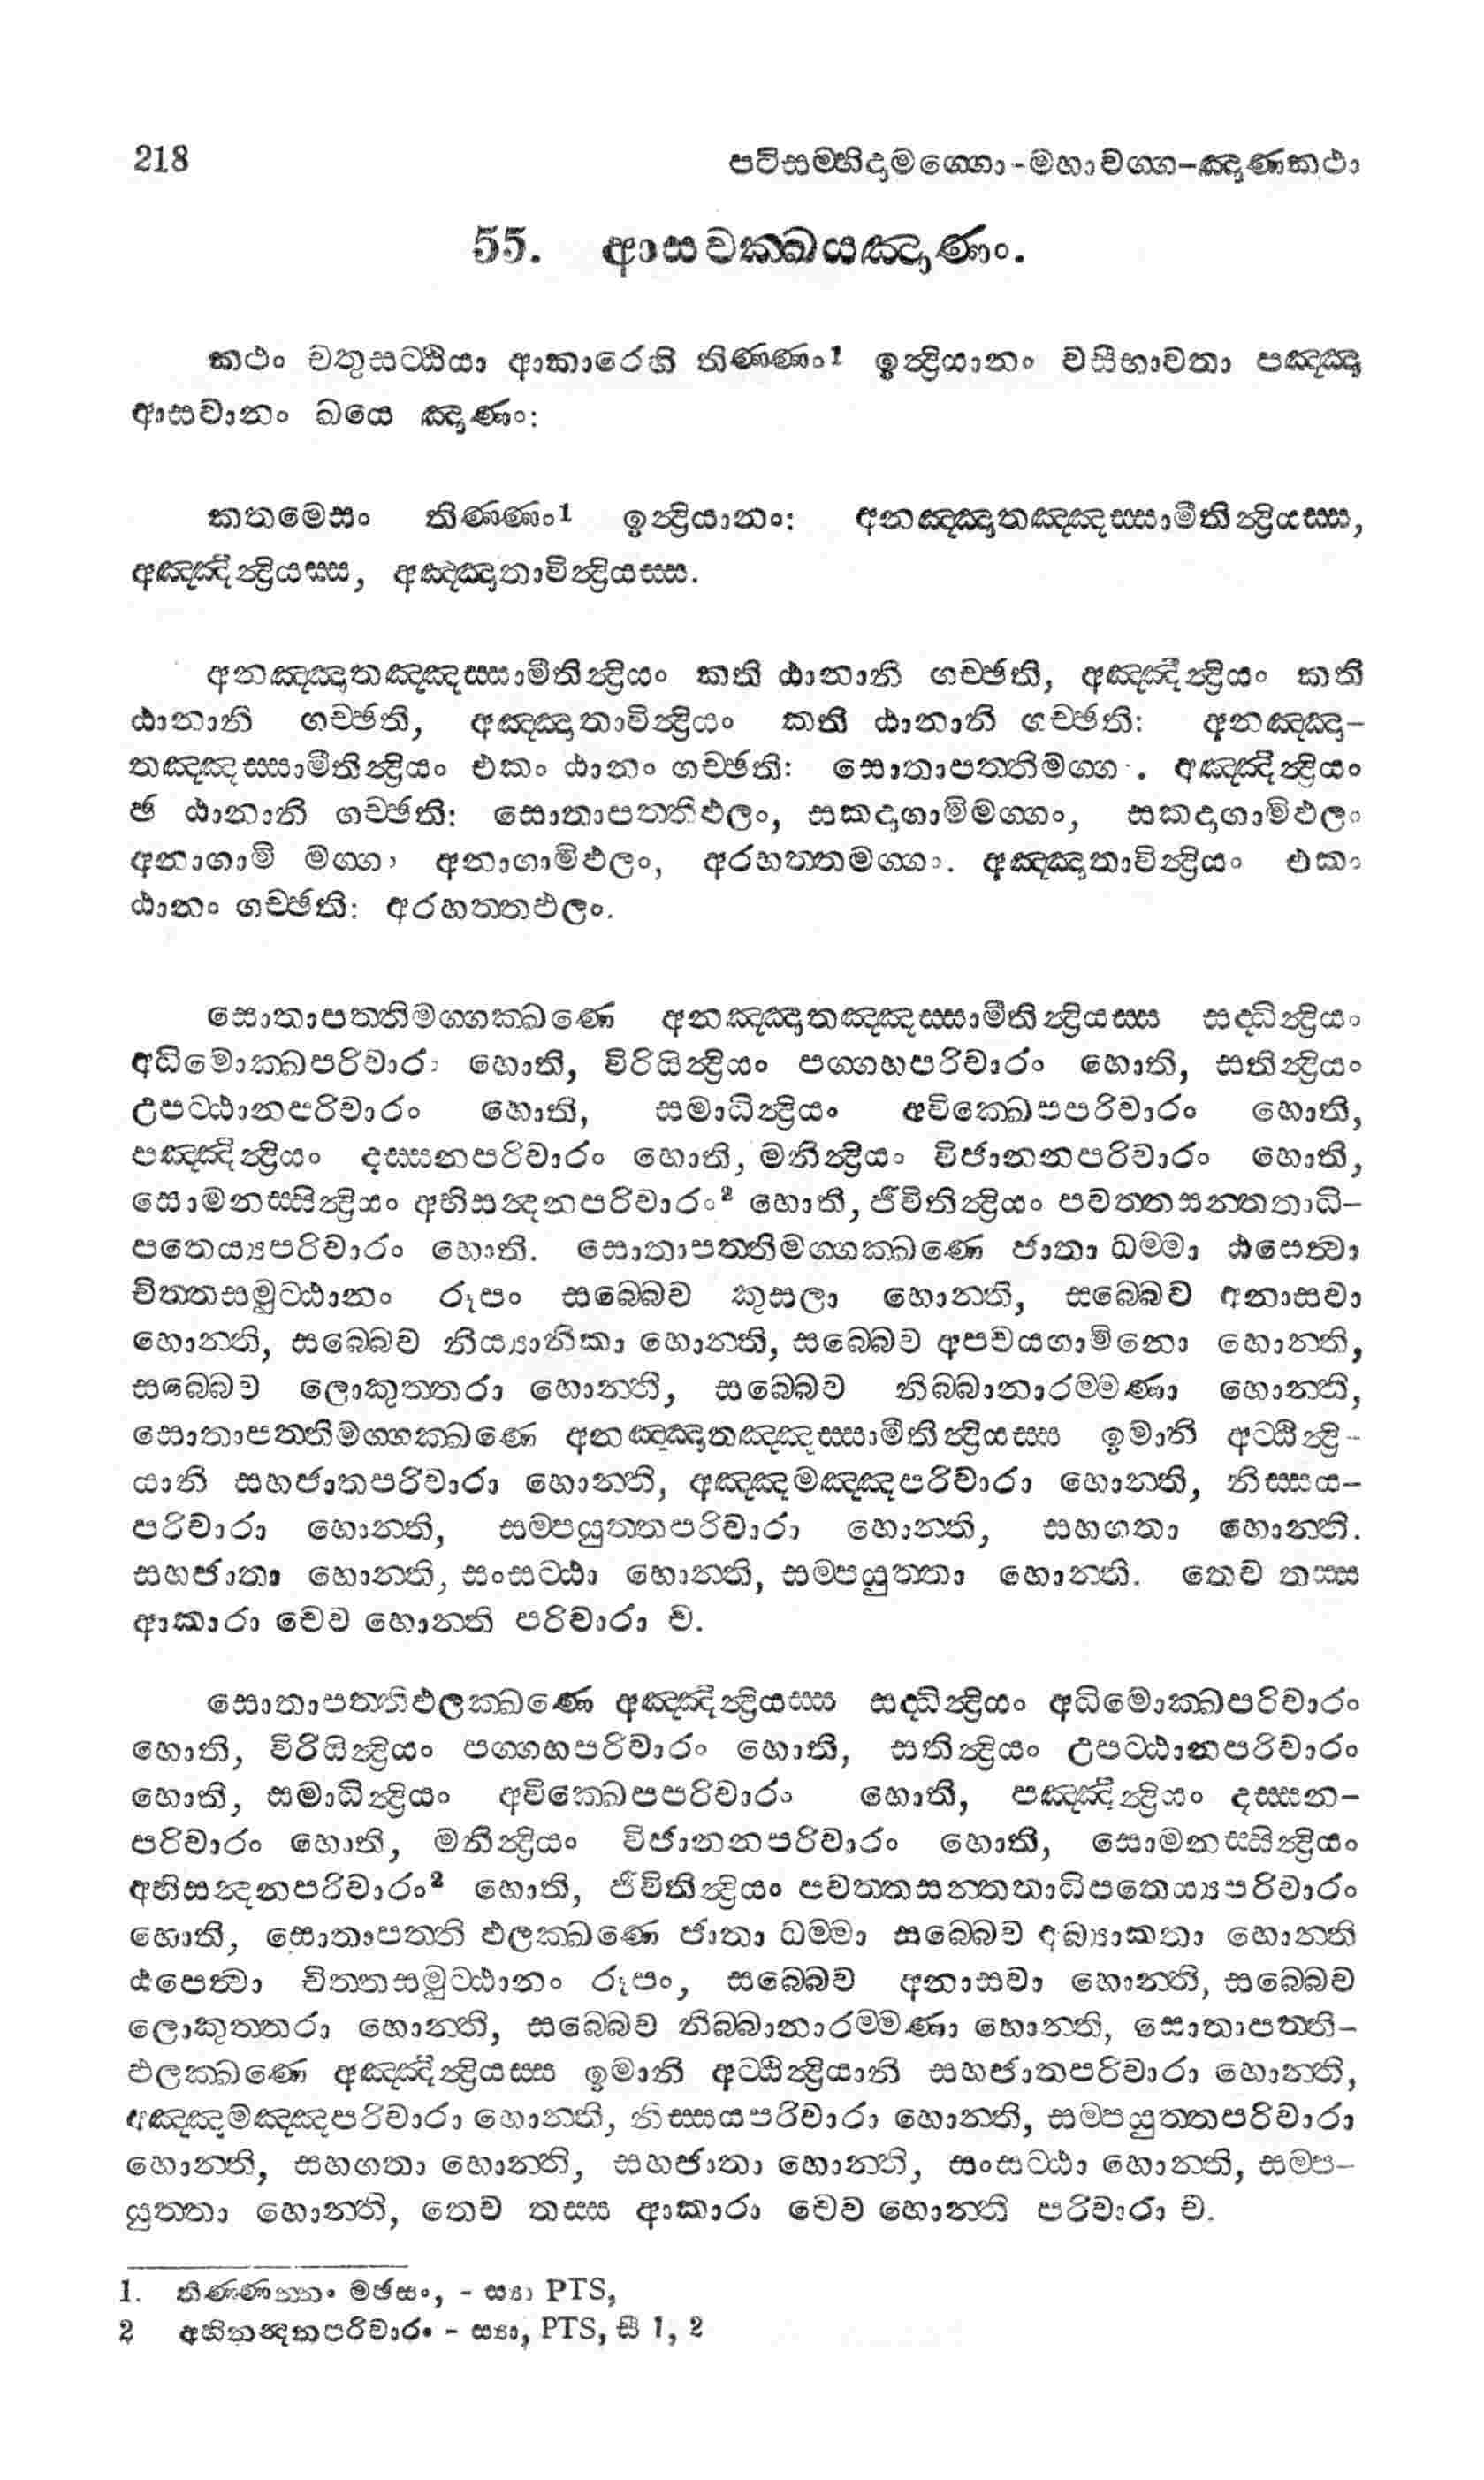 218 පටිසම්භිදාමග්ගො-මහාවග්ග-ඤාණකථා
55. ආසවක්ඛයඤාණං.
කථං චතුසට්ඨියා ආකාරෙහි තිණ්ණං1 ඉන්ද්‍රියානං වසීභාවතා පඤ්ඤා
ආසවානං ඛයෙ ඤාණං:
කතමෙසං තිණ්ණං1 ඉන්ද්‍රියානං: අනඤ්ඤාතඤ්ඤස්සාමීතින්ද්‍රියස්ස,
අඤ්ඤින්ද්‍රියස්ස, අඤ්ඤාතාවින්ද්‍රියස්ස.
අනඤ්ඤාතඤ්ඤස්සාමීතින්ද්‍රියං කති ඨානානි ගච්ඡති, අඤ්ඤින්ද්‍රියං කති
ඨානානි ගච්ඡති, අඤ්ඤාතාවින්ද්‍රියං කති ඨානානි ගච්ඡති: අනඤ්ඤා-
තඤ්ඤස්සාමීතින්ද්‍රියං එකං ඨානං ගච්ඡති: සොතාපත්තිමග්ගං. අඤ්ඤින්ද්‍රියං
ඡ ඨානානි ගච්ඡති: සොතාපත්තිඵලං, සකදාගාමිමග්ගං, සකදාගාමිඵලං
අනාගාමි මග්ගං අනාගාමිඵලං, අරහත්තමග්ගං. අඤ්ඤාතාවින්ද්‍රියං එකං
ඨානං ගච්ඡති: අරහත්තඵලං.
සොතාපත්තිමග්ගක්ඛණෙ අනඤ්ඤාතඤ්ඤස්සාමීතින්ද්‍රියස්ස සද්ධින්ද්‍රියං
අධිමොක්ඛපරිවාරං හොති, විරියින්ද්‍රියං පග්ගහපරිවාරං හොති, සතින්ද්‍රියං
උපට්ඨානපරිවාරං හොති, සමාධින්ද්‍රියං අවික්ඛෙපපරිවාරං හොති,
පඤ්ඤින්ද්‍රියං දස්සනපරිවාරං හොති, මනින්ද්‍රියං විජානනපරිවාරං හොති,
සොමනස්සින්ද්‍රියං අභිසන්දනපරිවාරං2 හොති, ජීවිතින්ද්‍රියං පවත්තසන්තතාධි-
පතෙය්‍යපරිවාරං හොති. සොතාපත්තිමග්ගක්ඛණෙ ජාතා ධම්මා ඨපෙත්වා
චිත්තසමුට්ඨානං රූපං සබ්බෙව කුසලා හොන්ති, සබ්බෙව අනාසවා
හොන්ති, සබ්බෙව නිය්‍යානිකා හොන්ති, සබ්බෙව අපචයගාමිනො හොන්ති,
සබ්බෙව ලොකුත්තරා හොන්ති, සබ්බෙව නිබ්බානාරම්මණා හොන්ති,
සොතාපත්තිමග්ගක්ඛණෙ අනඤ්ඤාතඤ්ඤස්සාමීතින්ද්‍රියස්ස ඉමානි අට්ඨින්ද්‍රි-
යානි සහජාතපරිවාරා හොන්ති, අඤ්ඤමඤ්ඤපරිවාරා හොන්ති, නිස්සය-
පරිවාරා හොන්ති, සම්පයුත්තපරිවාරා හොන්ති, සහගතා හොන්ති.
සහජාතා හොන්ති, සංසට්ඨා හොන්ති, සම්පයුත්තා හොන්ති. තෙව තස්ස
ආකාරා චෙව හොන්ති පරිවාරා ච.
සොතාපත්තිඵලක්ඛණෙ අඤ්ඤින්ද්‍රියස්ස සද්ධින්ද්‍රියං අධිමොක්ඛපරිවාරං
හොති, විරියින්ද්‍රියං පග්ගහපරිවාරං හොති, සතින්ද්‍රියං උපට්ඨානපරිවාරං
හොති, සමාධින්ද්‍රියං අවික්ඛෙපපරිවාරං හොති, පඤ්ඤින්ද්‍රියං දස්සන-
පරිවාරං හොති, මනින්ද්‍රියං විජානනපරිවාරං හොති, සොමනස්සින්ද්‍රියං
අභිසන්දනපරිවාරං2 හොති, ජීවිතින්ද්‍රියං පවත්තසන්තතාධිපතෙය්‍යපරිවාරං
හොති, සොතාපත්ති ඵලක්ඛණෙ ජාතා ධම්මා සබ්බෙව අබ්‍යාකතා හොන්ති
ඨපෙත්වා චිත්තසමුට්ඨානං රූපං, සබ්බෙව අනාසවා හොන්ති, සබ්බෙව
ලොකුත්තරා හොන්ති, සබ්බෙව නිබ්බානාරම්මණා හොන්ති, සොතාපත්ති-
ඵලක්ඛණෙ අඤ්ඤින්ද්‍රියස්ස ඉමානි අට්ඨින්ද්‍රියානි සහජාතපරිවාරා හොන්ති,
අඤ්ඤමඤ්ඤපරිවාරා හොන්ති, නිස්සයපරිවාරා හොන්ති, සම්පයුත්තපරිවාරා
හොන්ති, සහගතා හොන්ති, සහජාතා හොන්ති, සංසට්ඨා හොන්ති, සම්ප-
යුත්තා හොන්ති, තෙව තස්ස ආකාරා චෙව හොන්ති පරිවාරා ච.
1. තිණ්ණන්නං මඡසං, - ස්‍යා PTS,
2 අභිනන්දනපරිවාරං - ස්‍යා, PTS, සී 1, 2